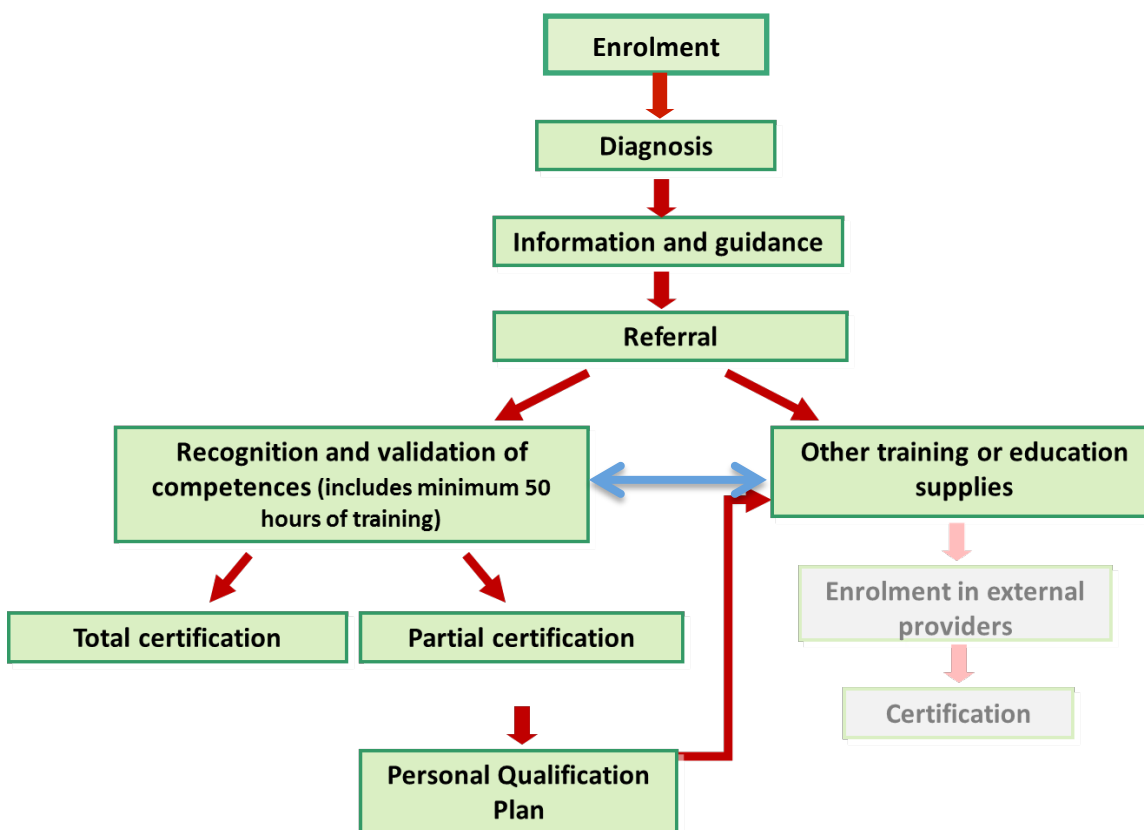 Enrolment
Diagnosis
Information and guidance
Referral
Recognition and validation of
competences (includes minimum 50
hours of training)
Other training or education
supplies
Enrolment in external
providers
Total certification
Partial certification
Certification
Personal Qualification
Plan